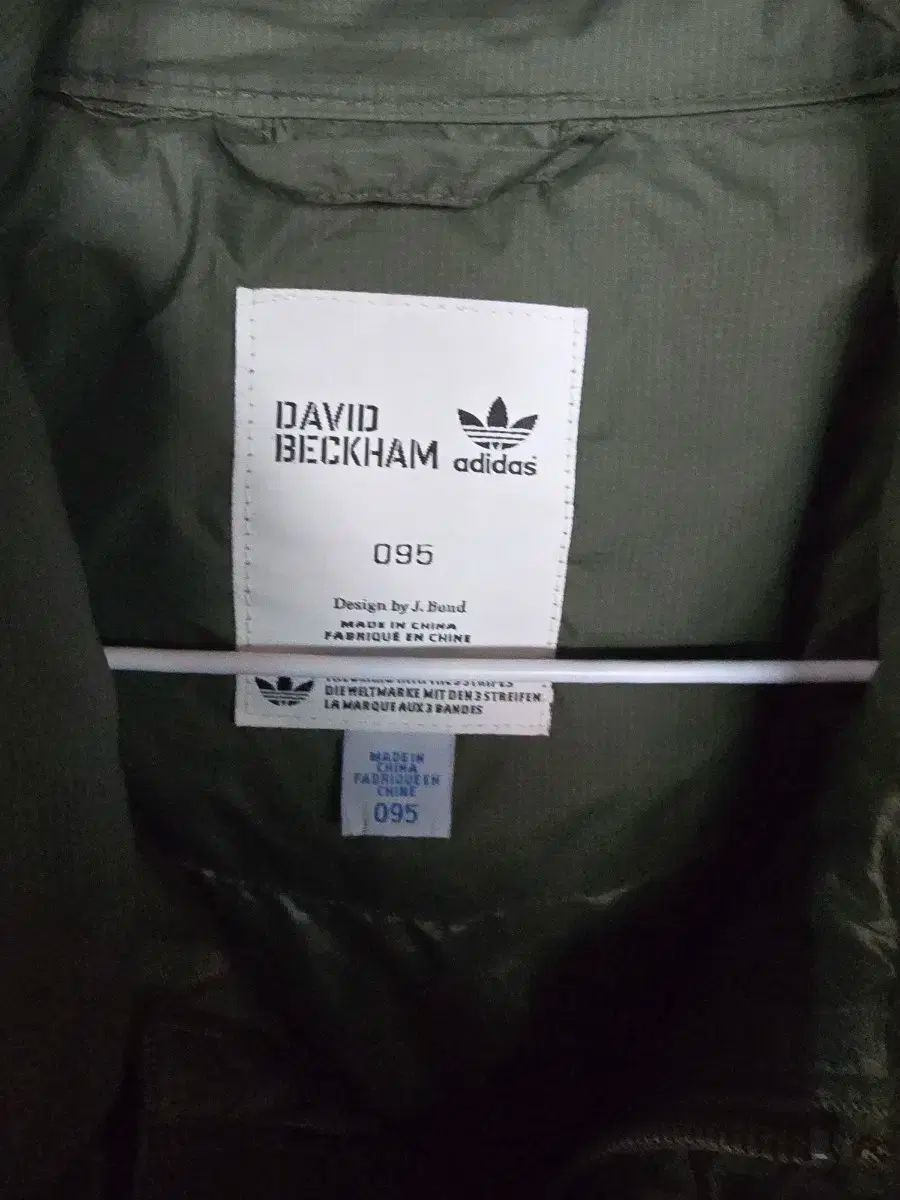 DAVID
BECKHAM
adidas
095
Design by J. Bond
MADE IN CHINA
FABRIQUÉ EN CHINE
DIE WELTMARKE MIT DEN 3 STREIFEN
LA MARQUE AUX 3 BANDES
MADE IN
CHINA
FABRIQUE EN
CHINE
095